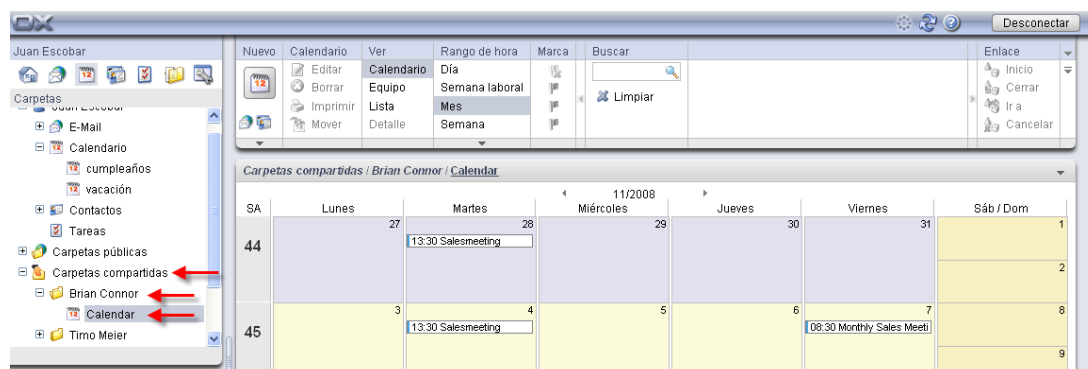 OX
Desconectar
Juan Escobar
Nuevo Calendario Ver Rango de hora Marca Buscar Enlace
Editar Calendario Día Inicio
Borrar Equipo Semana laboral Cerrar
Imprimir Lista Mes Limpiar Ir a
Mover Detalle Semana Cancelar
Carpetas
Juan Escobar
E-Mail
Calendario
cumpleaños
vacación
Contactos
Tareas
Carpetas públicas
Carpetas compartidas
Brian Connor
Calendar
Timo Meier
Carpetas compartidas / Brian Connor / Calendar
11/2008
SA Lunes Martes Miércoles Jueves Viernes Sáb / Dom
27 28 29 30 31 1
44 13:30 Salesmeeting
2
3 4 5 6 7 8
45 13:30 Salesmeeting 08:30 Monthly Sales Meeti
9